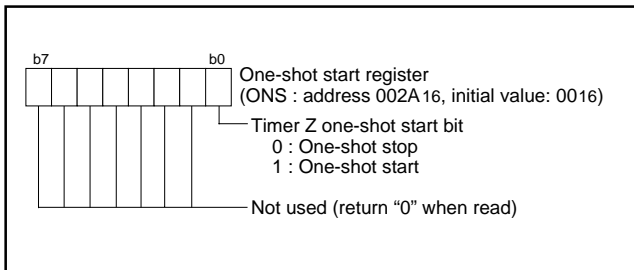 b7 b0
One-shot start register
(ONS : address 002A16, initial value: 0016)
Timer Z one-shot start bit
0 : One-shot stop
1 : One-shot start
Not used (return “0” when read)